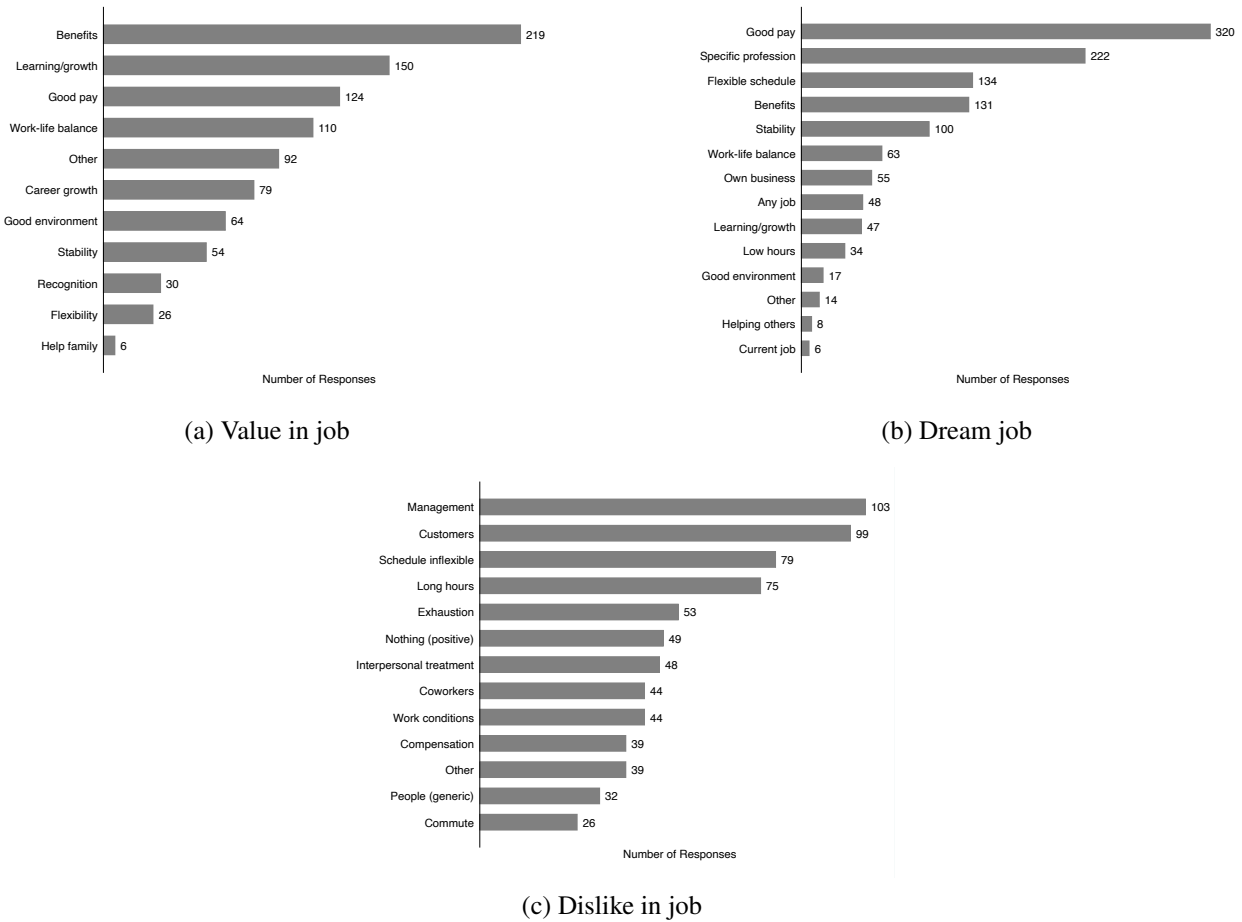 Benefits 219
Learning/growth 150
Good pay 124
Work-life balance 110
Other 92
Career growth 79
Good environment 64
Stability 54
Recognition 30
Flexibility 26
Help family 6
Number of Responses
(a) Value in job
Good pay 320
Specific profession 222
Flexible schedule 134
Benefits 131
Stability 100
Work-life balance 63
Own business 55
Any job 48
Learning/growth 47
Low hours 34
Good environment 17
Other 14
Helping others 8
Current job 6
Number of Responses
(b) Dream job
Management 103
Customers 99
Schedule inflexible 79
Long hours 75
Exhaustion 53
Nothing (positive) 49
Interpersonal treatment 48
Coworkers 44
Work conditions 44
Compensation 39
Other 39
People (generic) 32
Commute 26
Number of Responses
(c) Dislike in job